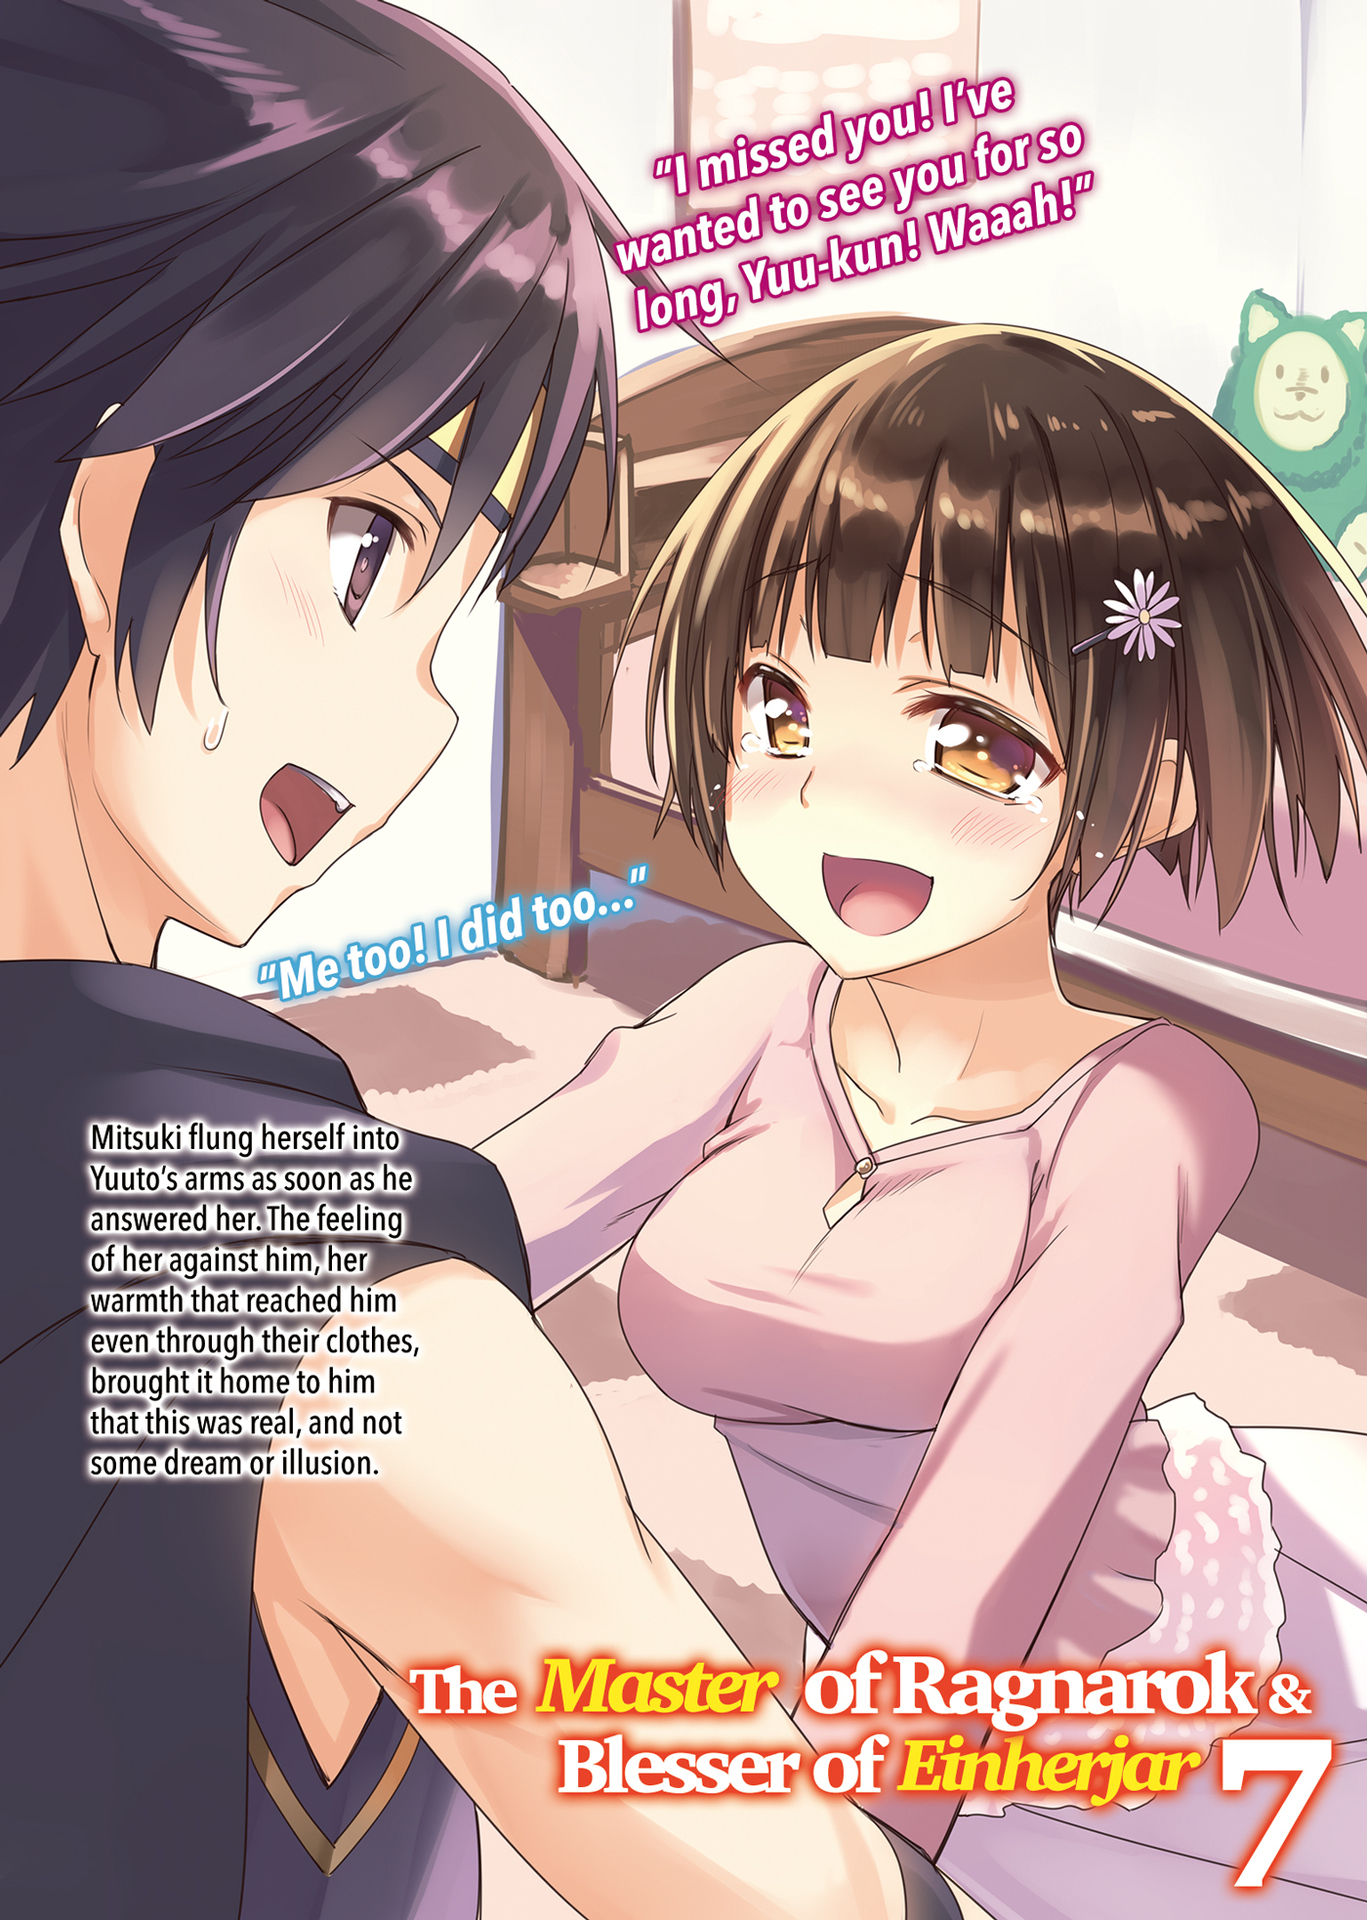 “I missed you! I’ve
wanted to see you for so
long, Yuu-kun! Waaah!”
“Me too! I did too...”
Mitsuki flung herself into
Yuuto’s arms as soon as he
answered her. The feeling
of her against him, her
warmth that reached him
even through their clothes,
brought it home to him
that this was real, and not
some dream or illusion.
The Master of Ragnarok &
Blesser of Einherjar 7